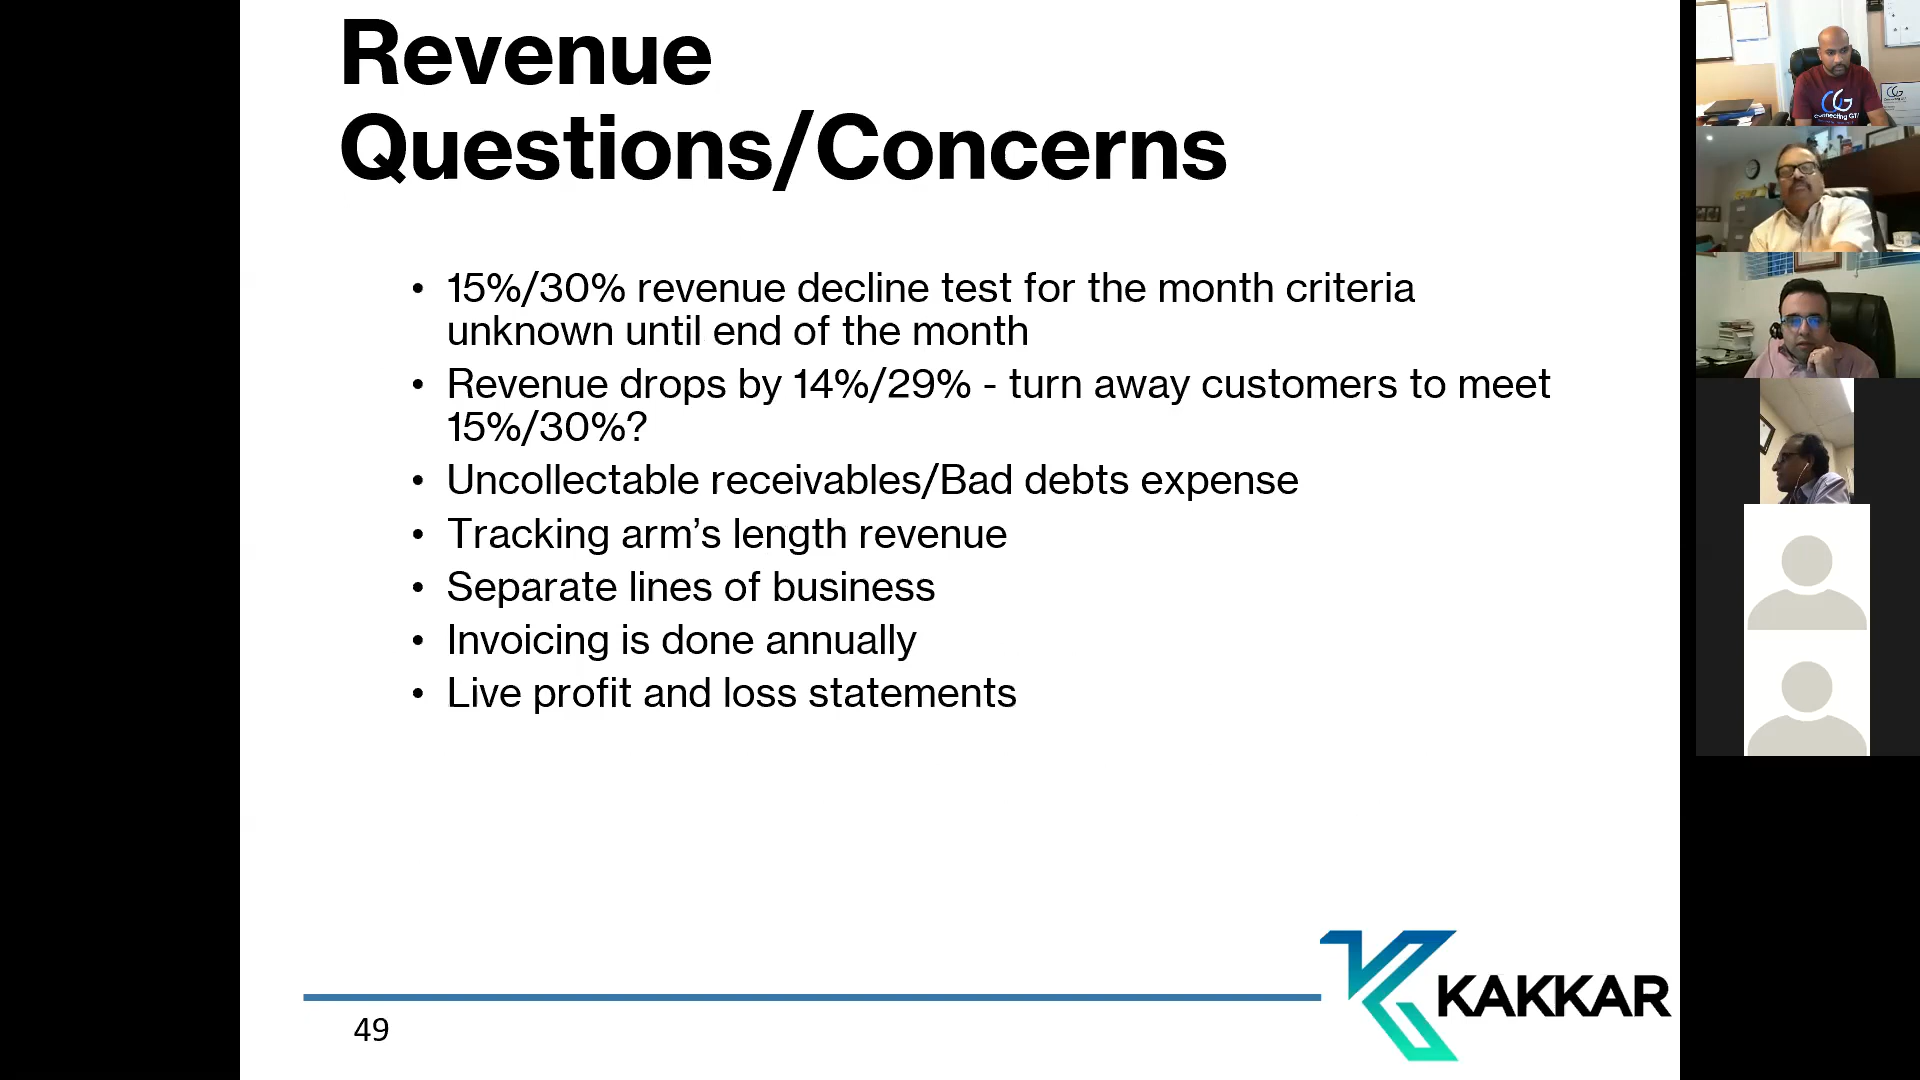 Revenue
Questions/Concerns
• 15%/30% revenue decline test for the month criteria
unknown until end of the month
• Revenue drops by 14%/29% - turn away customers to meet
15%/30%?
• Uncollectable receivables/Bad debts expense
• Tracking arm’s length revenue
• Separate lines of business
• Invoicing is done annually
• Live profit and loss statements
KAKKAR
49
CG